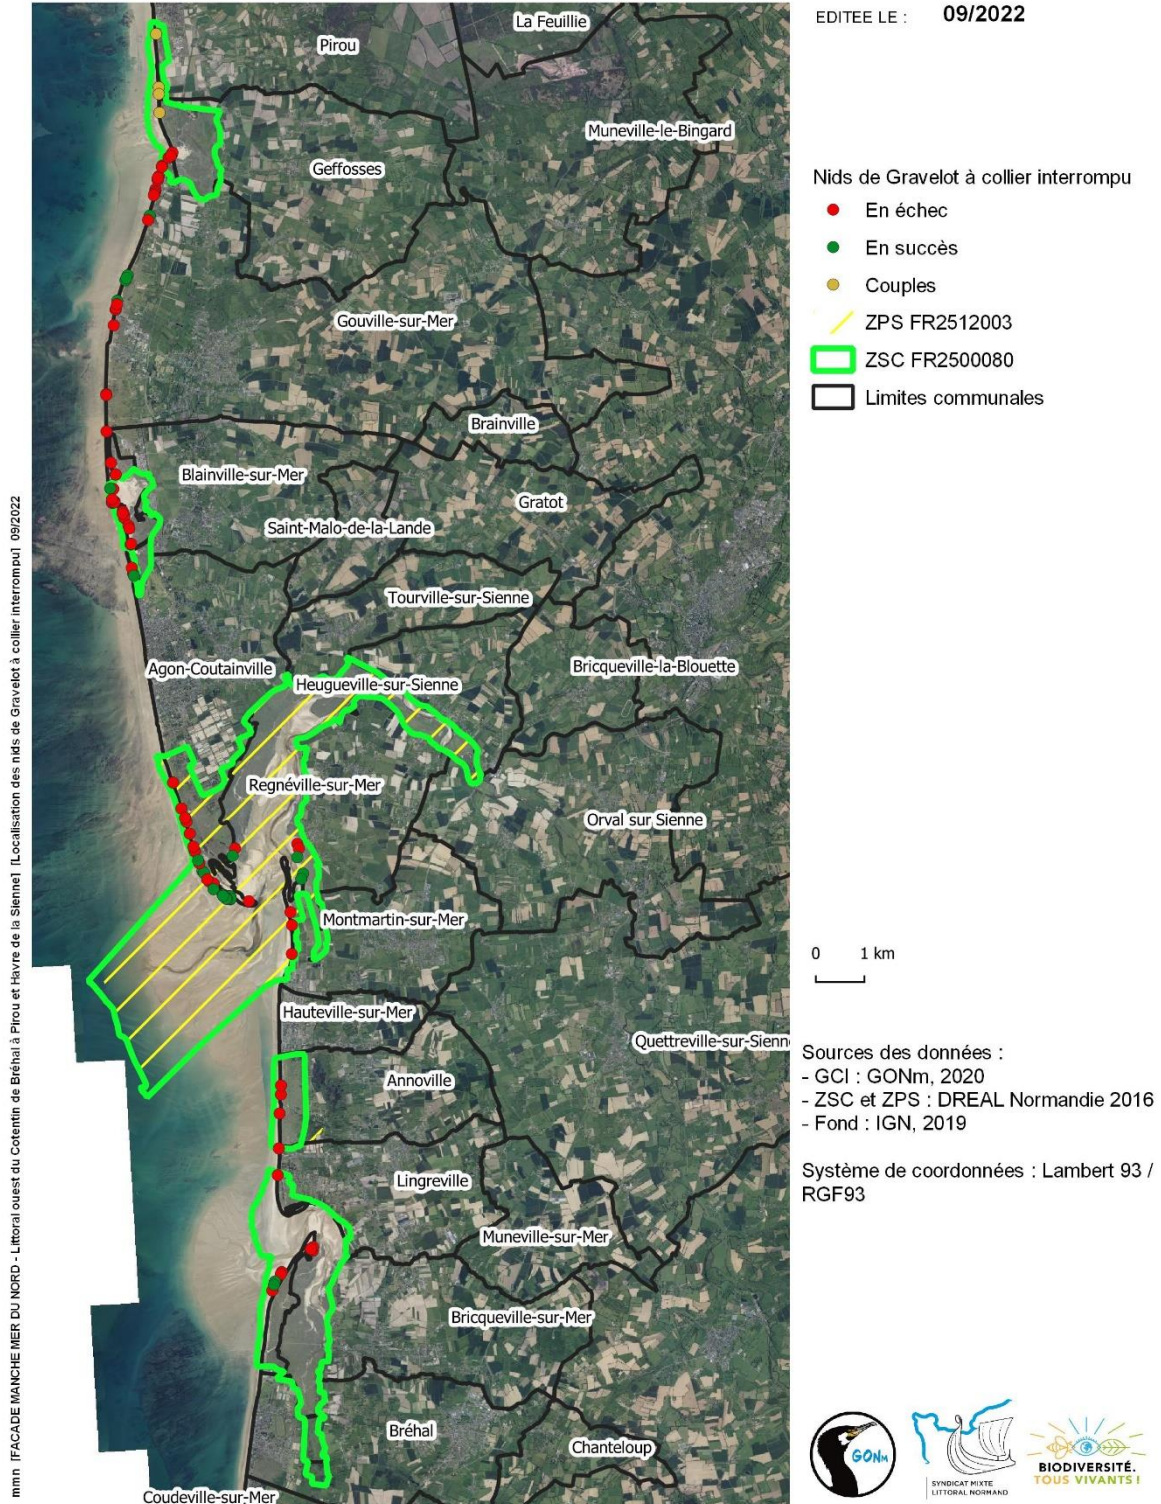 EDITEE LE : 09/2022
La Feuillie
Pirou
Muneville-le-Bingard
Geffosses
Gouville-sur-Mer
Brainville
Blainville-sur-Mer
Gratot
Saint-Malo-de-la-Lande
Tourville-sur-Sienne
Agon-Coutainville
Bricqueville-la-Blouette
Heugueville-sur-Sienne
Regnéville-sur-Mer
Orval sur Sienne
Montmartin-sur-Mer
Hauteville-sur-Mer
Quettreville-sur-Sienn
Annoville
Lingreville
Muneville-sur-Mer
Bricqueville-sur-Mer
Bréhal
Chanteloup
Coudeville-sur-Mer
Nids de Gravelot à collier interrompu
En échec
En succès
Couples
ZPS FR2512003
ZSC FR2500080
Limites communales
0 1 km
Sources des données :
- GCI : GONm, 2020
- ZSC et ZPS : DREAL Normandie 2016
- Fond : IGN, 2019
Système de coordonnées : Lambert 93 /
RGF93
GONm
SYNDICAT MIXTE
LITTORAL NORMAND
BIODIVERSITÉ.
TOUS VIVANTS !
mmn [FACADE MANCHE MER DU NORD - Littoral ouest du Cotentin de Bréhal à Pirou et Havre de la Sienne] [Localisation des nids de Gravelot à collier interrompu] 09/2022